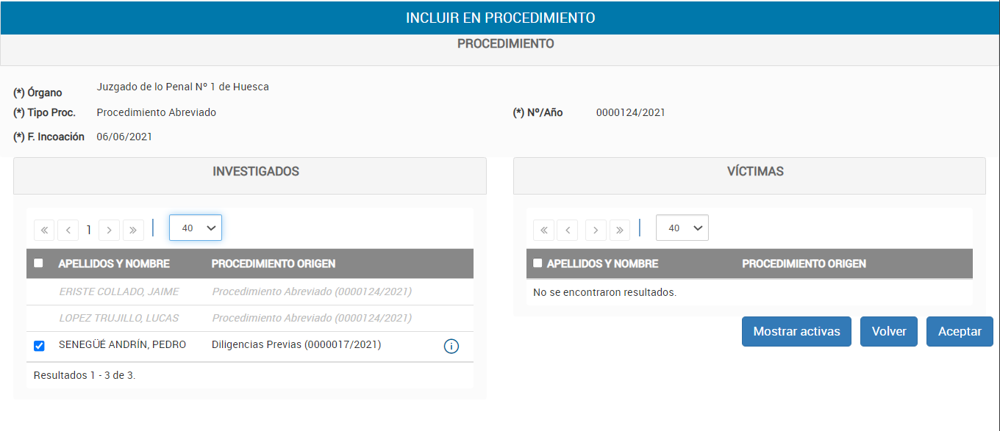 INCLUIR EN PROCEDIMIENTO
PROCEDIMIENTO
(*) Órgano Juzgado de lo Penal Nº 1 de Huesca
(*) Tipo Proc. Procedimiento Abreviado (*) Nº/Año 0000124/2021
(*) F. Incoación 06/06/2021
INVESTIGADOS
« ‹ 1 › » 40
APELLIDOS Y NOMBRE PROCEDIMIENTO ORIGEN
ERISTE COLLADO, JAIME Procedimiento Abreviado (0000124/2021)
LOPEZ TRUJILLO, LUCAS Procedimiento Abreviado (0000124/2021)
SENEGÜÉ ANDRÍN, PEDRO Diligencias Previas (0000017/2021)
Resultados 1 - 3 de 3.
VÍCTIMAS
« ‹ › » 40
APELLIDOS Y NOMBRE PROCEDIMIENTO ORIGEN
No se encontraron resultados.
Mostrar activas Volver Aceptar